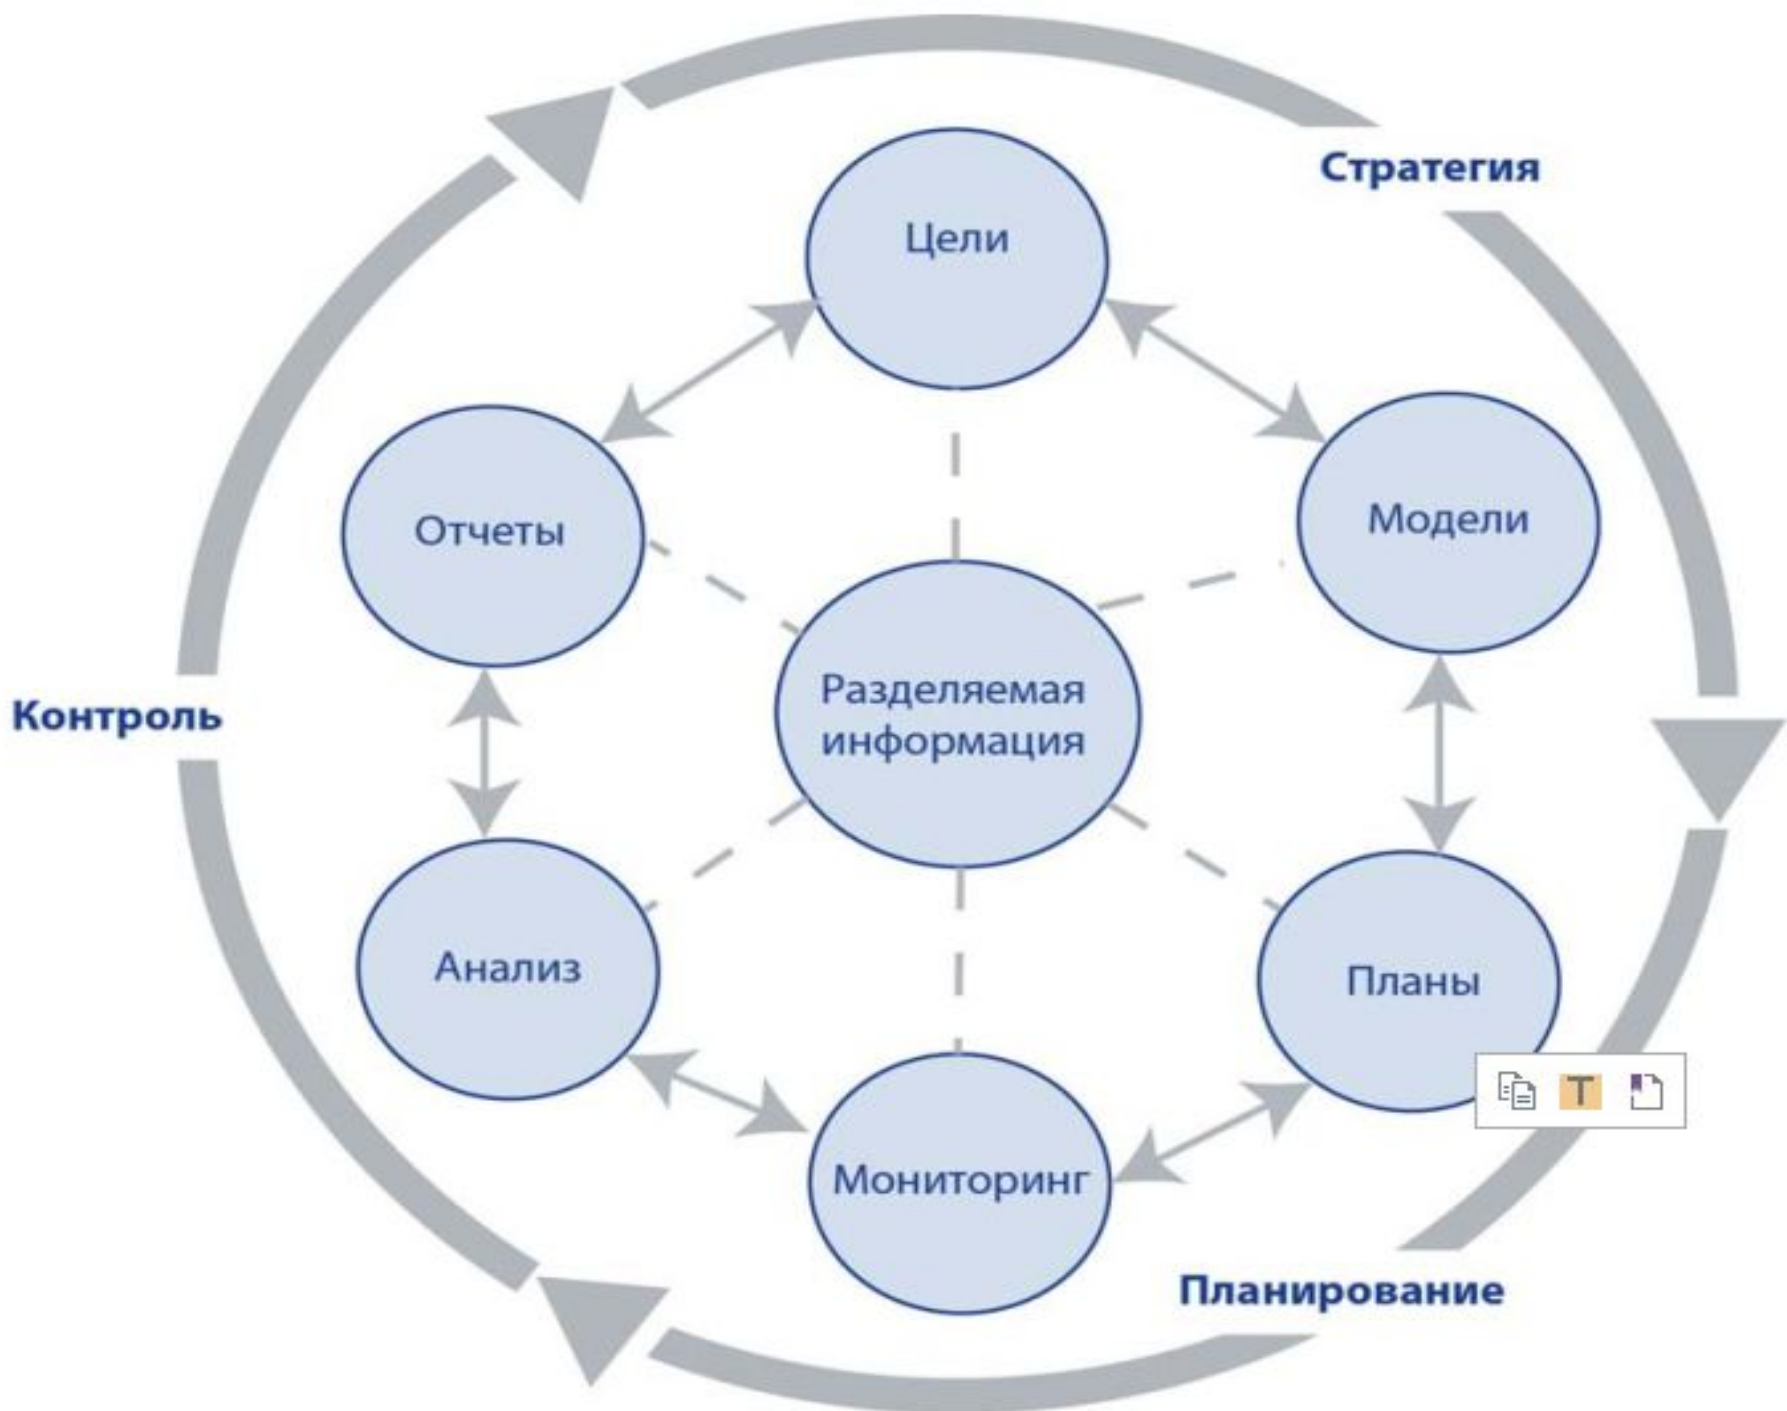 Стратегия
Цели
Отчеты
Модели
Разделяемая
информация
Контроль
Анализ
Планы
T
Мониторинг
Планирование